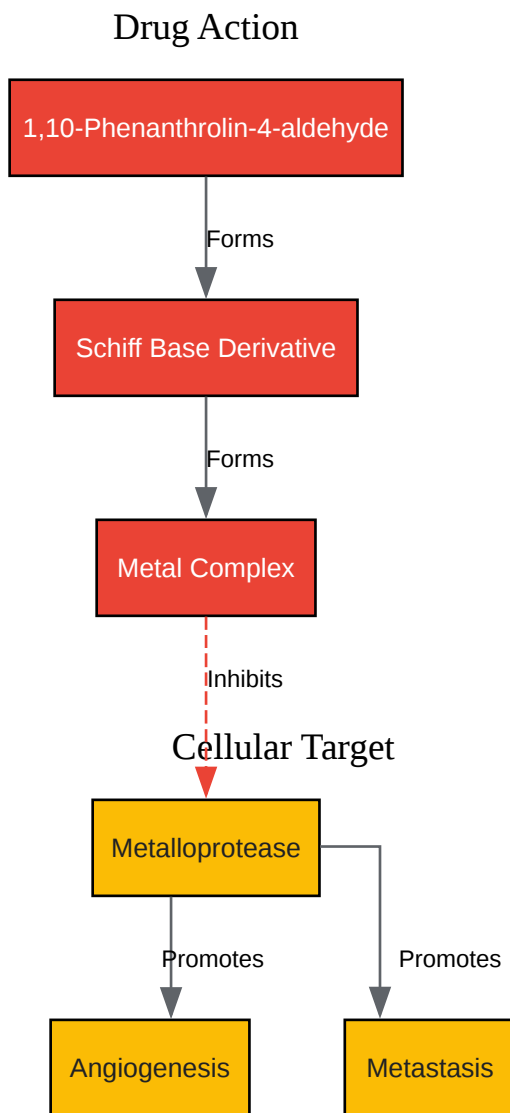 Drug Action
1,10-Phenanthrolin-4-aldehyde
Forms
Schiff Base Derivative
Forms
Metal Complex
Inhibits
Cellular Target
Metalloprotease
Promotes
Promotes
Angiogenesis
Metastasis